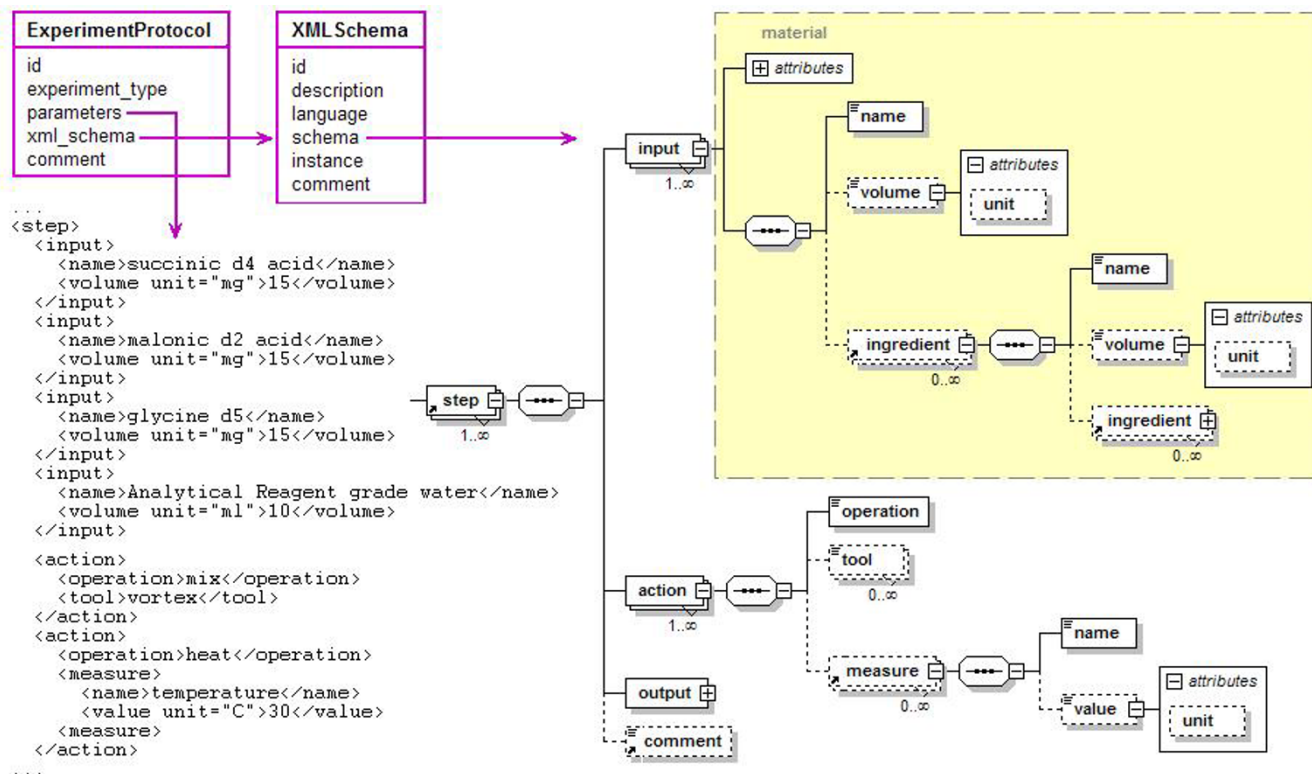 ExperimentProtocol
id
experiment_type
parameters
xml_schema
comment
XMLSchema
id
description
language
schema
instance
comment
...
<step>
<input>
<name>succinic d4 acid</name>
<volume unit="mg">15</volume>
</input>
<input>
<name>malonic d2 acid</name>
<volume unit="mg">15</volume>
</input>
<input>
<name>glycine d5</name>
<volume unit="mg">15</volume>
</input>
<input>
<name>Analytical Reagent grade water</name>
<volume unit="ml">10</volume>
</input>
<action>
<operation>mix</operation>
<tool>vortex</tool>
</action>
<action>
<operation>heat</operation>
<measure>
<name>temperature</name>
<value unit="C">30</value>
<measure>
</action>
...
step
1..∞
input
1..∞
material
attributes
name
volume
attributes
unit
ingredient
0..∞
name
volume
attributes
unit
ingredient
0..∞
action
1..∞
operation
tool
0..∞
measure
0..∞
name
value
attributes
unit
output
comment